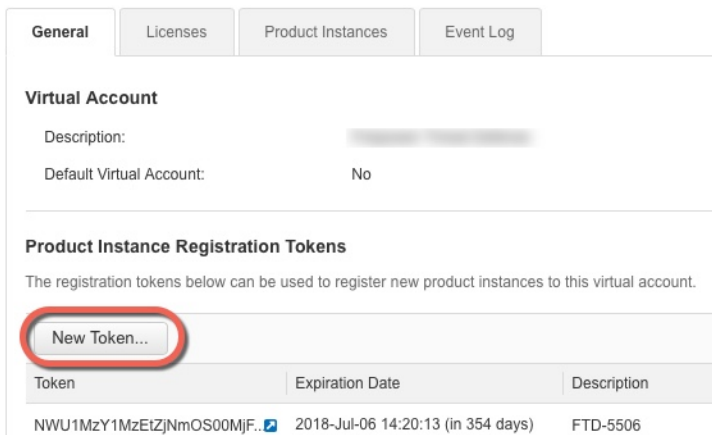 General Licenses Product Instances Event Log
Virtual Account
Description:
Default Virtual Account: No
Product Instance Registration Tokens
The registration tokens below can be used to register new product instances to this virtual account.
New Token...
Token Expiration Date Description
NWU1MzY1MzEtZjNmOS00MjF... 2018-Jul-06 14:20:13 (in 354 days) FTD-5506